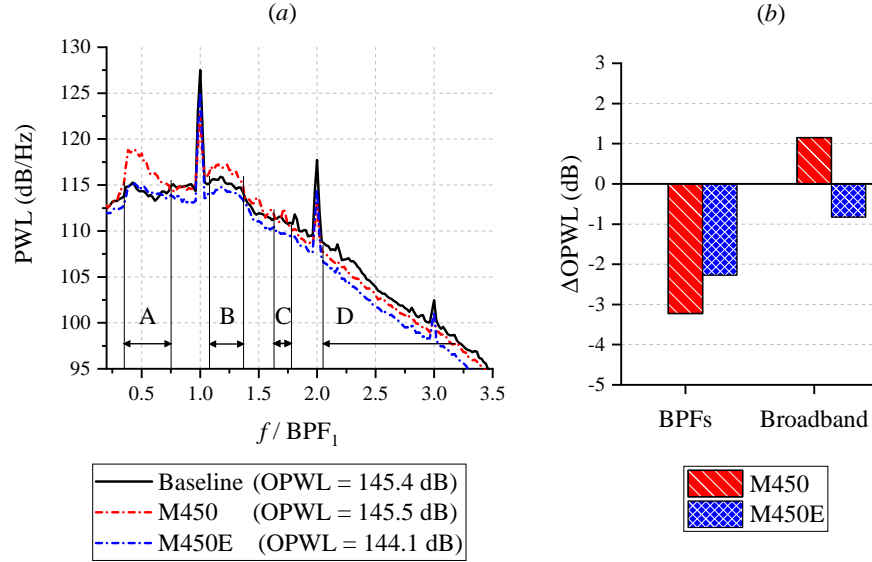 (a)
(b)
PWL (dB/Hz)
130
125
120
115
110
105
100
95
A
B
C
D
0.5
1.0
1.5
2.0
2.5
3.0
3.5
f / BPF₁
Baseline (OPWL = 145.4 dB)
M450 (OPWL = 145.5 dB)
M450E (OPWL = 144.1 dB)
ΔOPWL (dB)
3
2
1
0
-1
-2
-3
-4
-5
BPFs
Broadband
M450
M450E